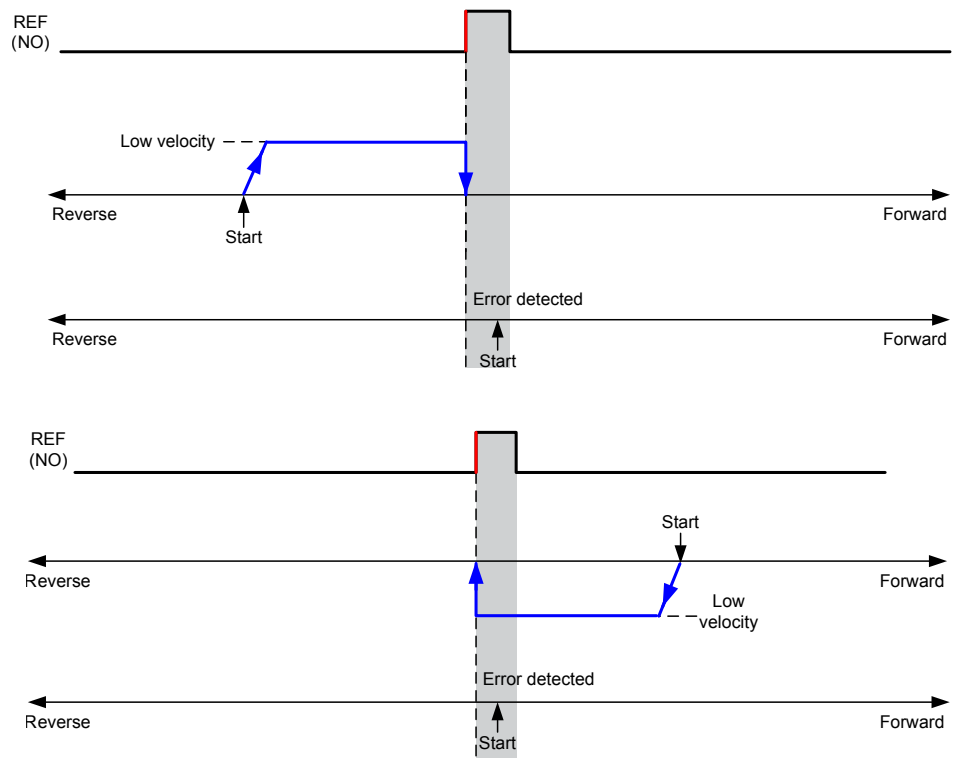 REF
(NO)
Low velocity
Reverse
Forward
Start
Error detected
Reverse
Forward
Start
REF
(NO)
Start
Reverse
Forward
Low
velocity
Error detected
Reverse
Forward
Start